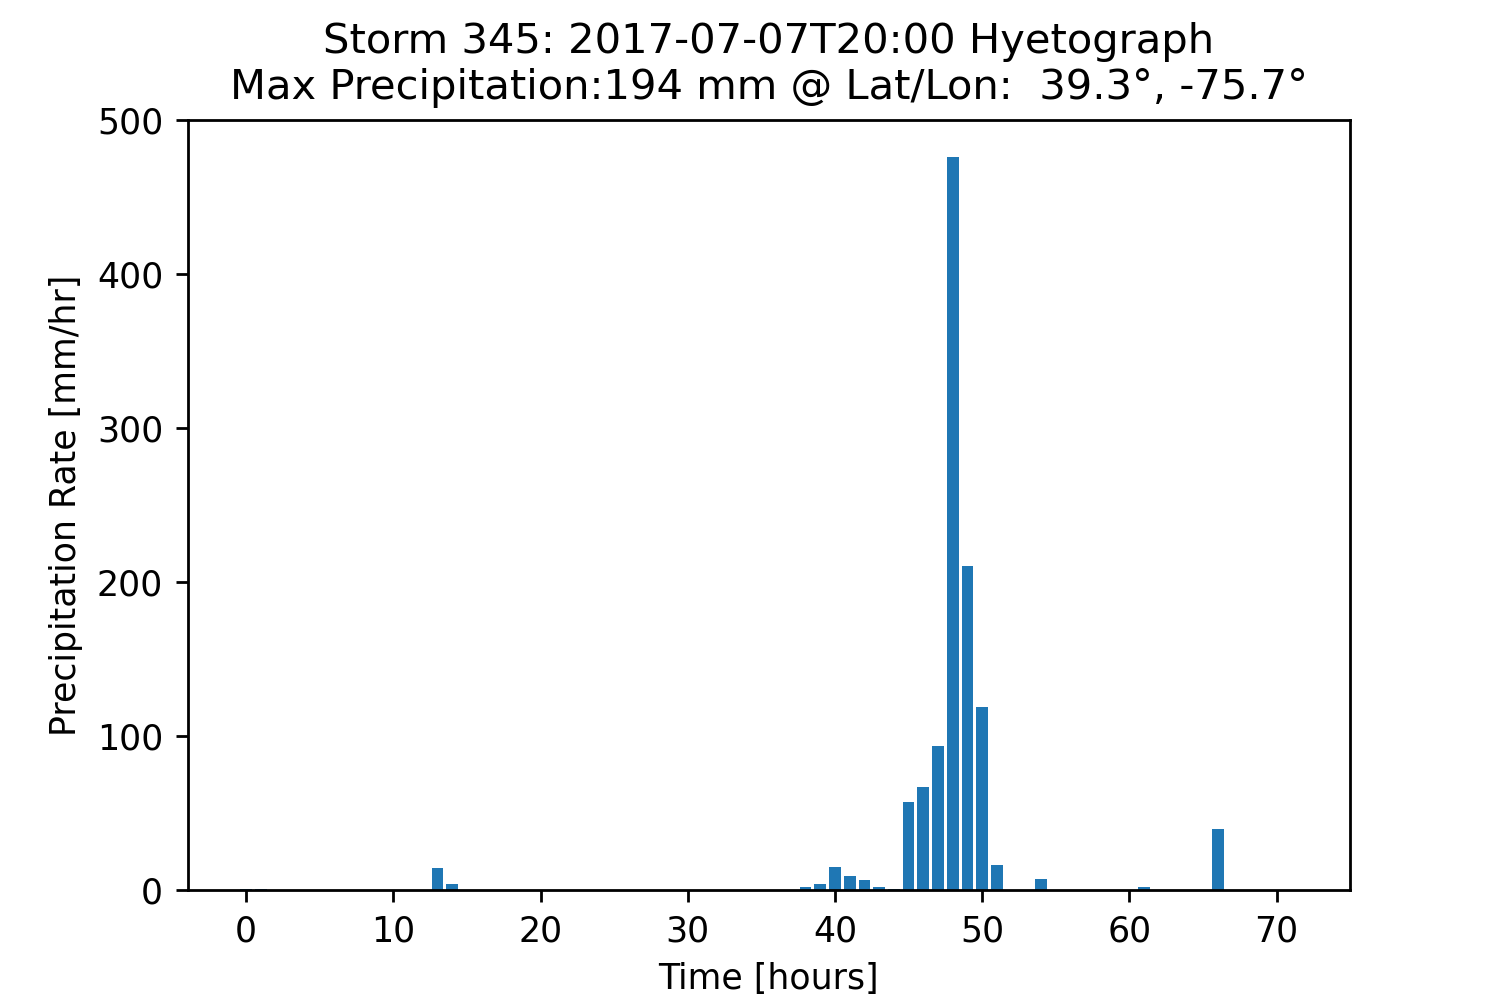 Storm 345: 2017-07-07T20:00 Hyetograph
Max Precipitation:194 mm @ Lat/Lon:  39.3°, -75.7°
500
400
300
200
100
0
Precipitation Rate [mm/hr]
0 10 20 30 40 50 60 70
Time [hours]